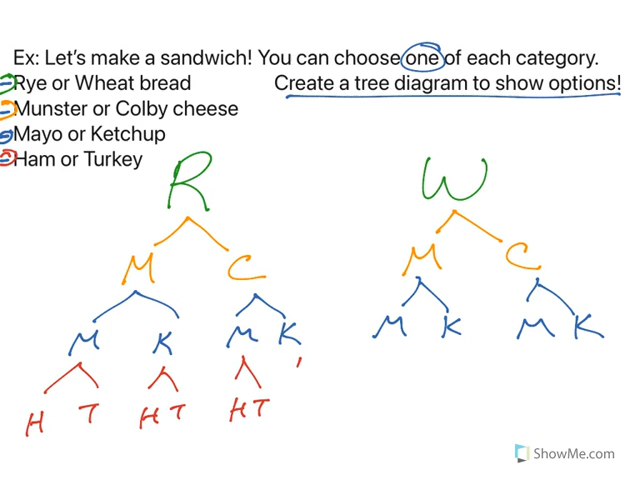 Ex: Let's make a sandwich! You can choose one of each category.
-Rye or Wheat bread Create a tree diagram to show options!
-Munster or Colby cheese
-Mayo or Ketchup
-Ham or Turkey
R W
M C M C
M K M K M K M K
H T H T H T
ShowMe.com